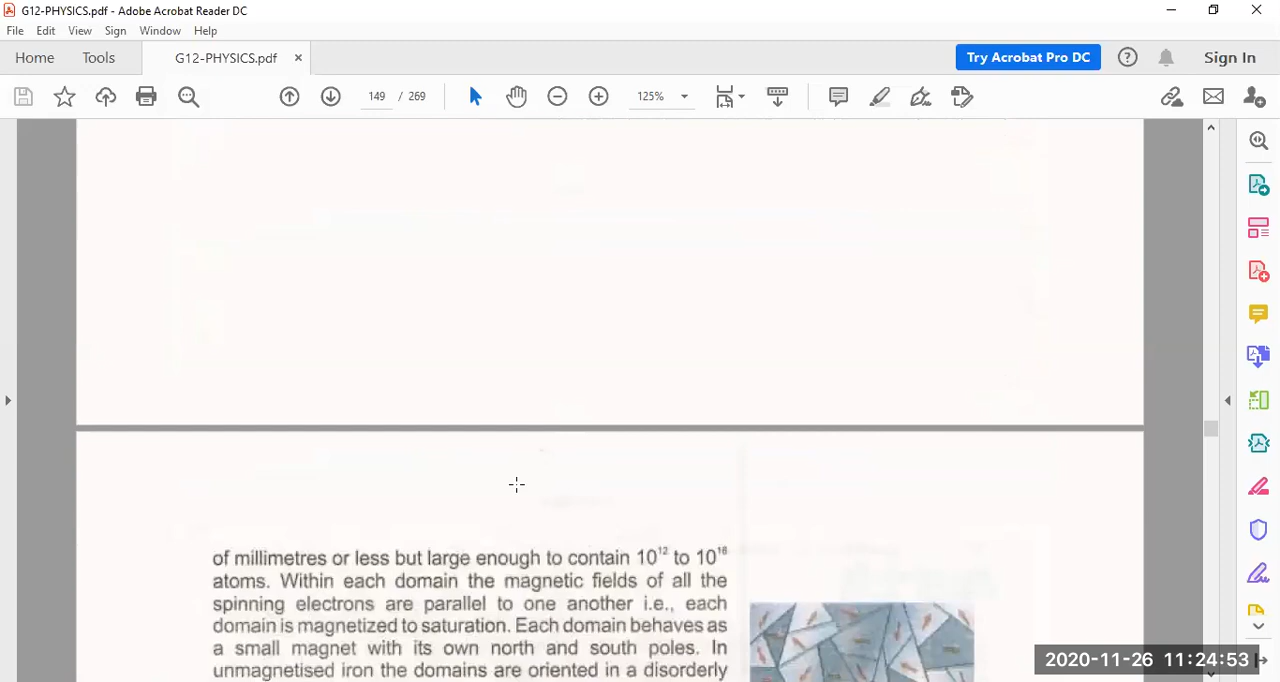 G12-PHYSICS.pdf - Adobe Acrobat Reader DC
File Edit View Sign Window Help
Home Tools G12-PHYSICS.pdf × Try Acrobat Pro DC ? Sign In
149 / 269 125%
of millimetres or less but large enough to contain 10¹² to 10¹⁶
atoms. Within each domain the magnetic fields of all the
spinning electrons are parallel to one another i.e., each
domain is magnetized to saturation. Each domain behaves as
a small magnet with its own north and south poles. In
unmagnetised iron the domains are oriented in a disorderly
2020-11-26 11:24:53